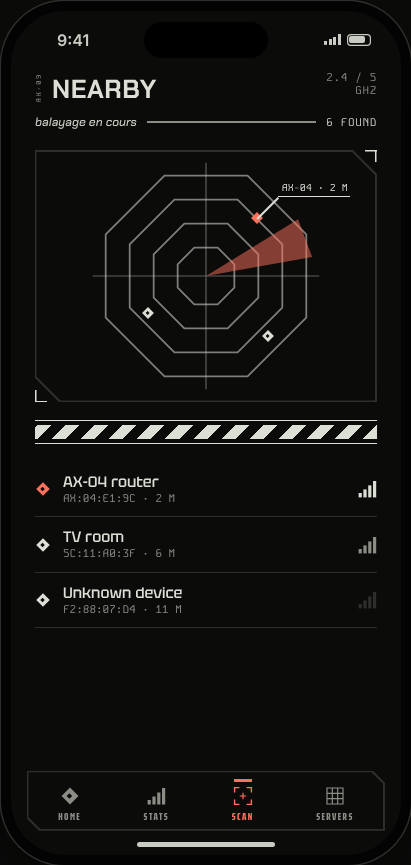 9:41
BX-09
NEARBY
2.4 / 5
GHZ
balayage en cours
6 FOUND
AX-04 · 2 M
AX-04 router
AX:04:E1:9C · 2 M
TV room
5C:11:A0:3F · 6 M
Unknown device
F2:88:07:D4 · 11 M
HOME
STATS
SCAN
SERVERS